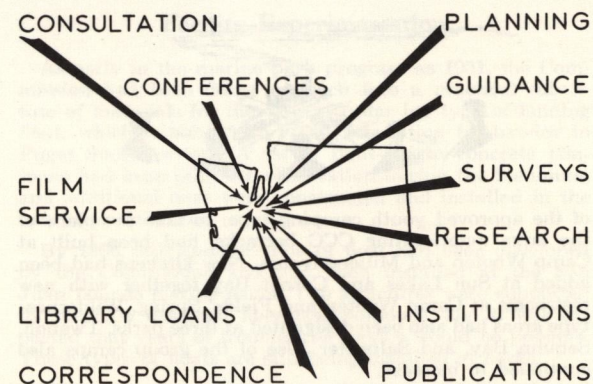 CONSULTATION
PLANNING
CONFERENCES
GUIDANCE
FILM
SERVICE
SURVEYS
RESEARCH
LIBRARY LOANS
INSTITUTIONS
CORRESPONDENCE
PUBLICATIONS